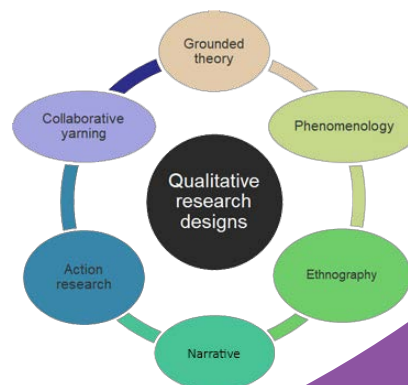 Grounded
theory
Phenomenology
Ethnography
Narrative
Action
research
Collaborative
yarning
Qualitative
research
designs